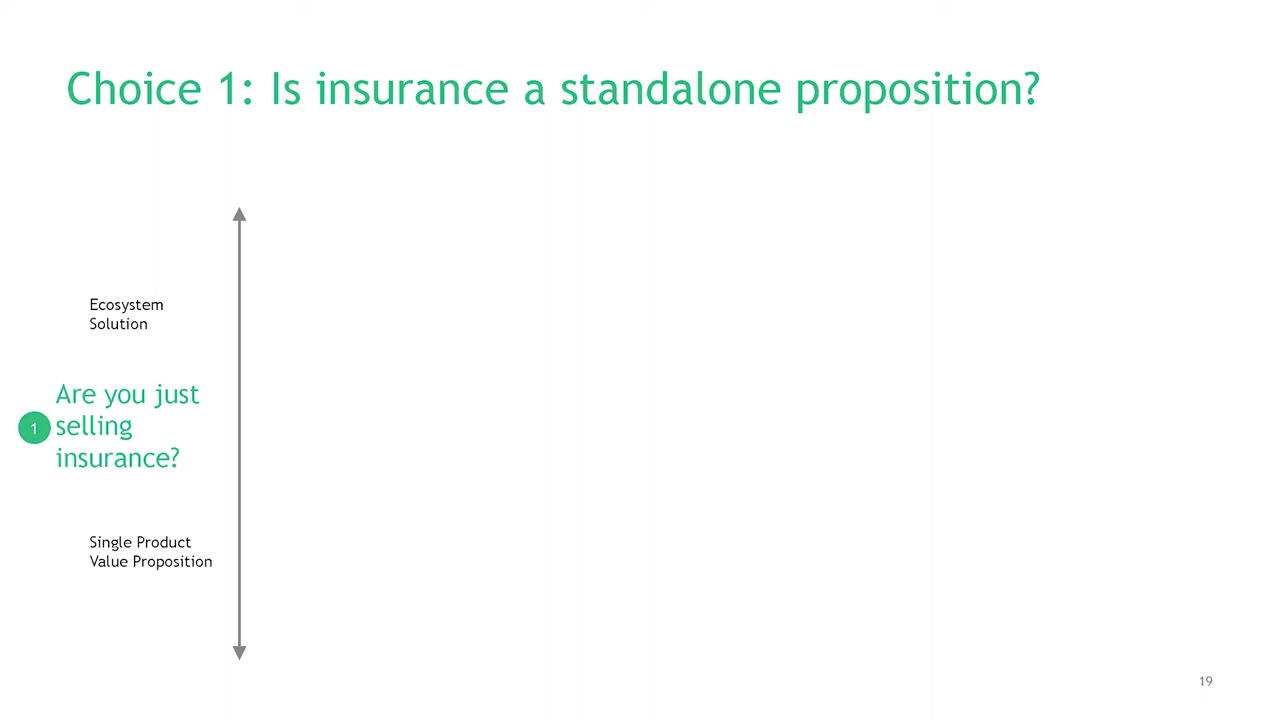 Choice 1: Is insurance a standalone proposition?
Ecosystem
Solution
Are you just
1 selling
insurance?
Single Product
Value Proposition
19